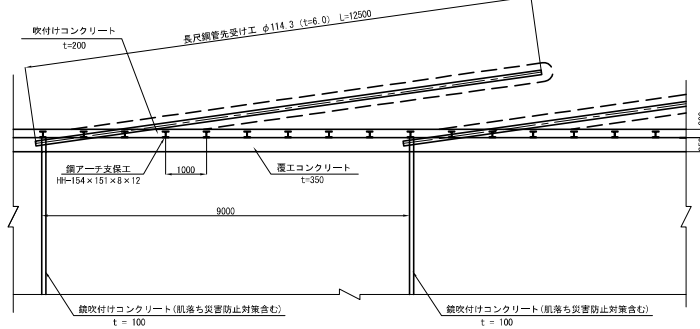 長尺鋼管先受け工 φ114.3 (t=6.0) L=12500
吹付けコンクリート
t=200
鋼アーチ支保工
HH-154×151×8×12
1000
覆工コンクリート
t=350
9000
鏡吹付けコンクリート(肌落ち災害防止対策含む)
t = 100
鏡吹付けコンクリート(肌落ち災害防止対策含む)
t = 100